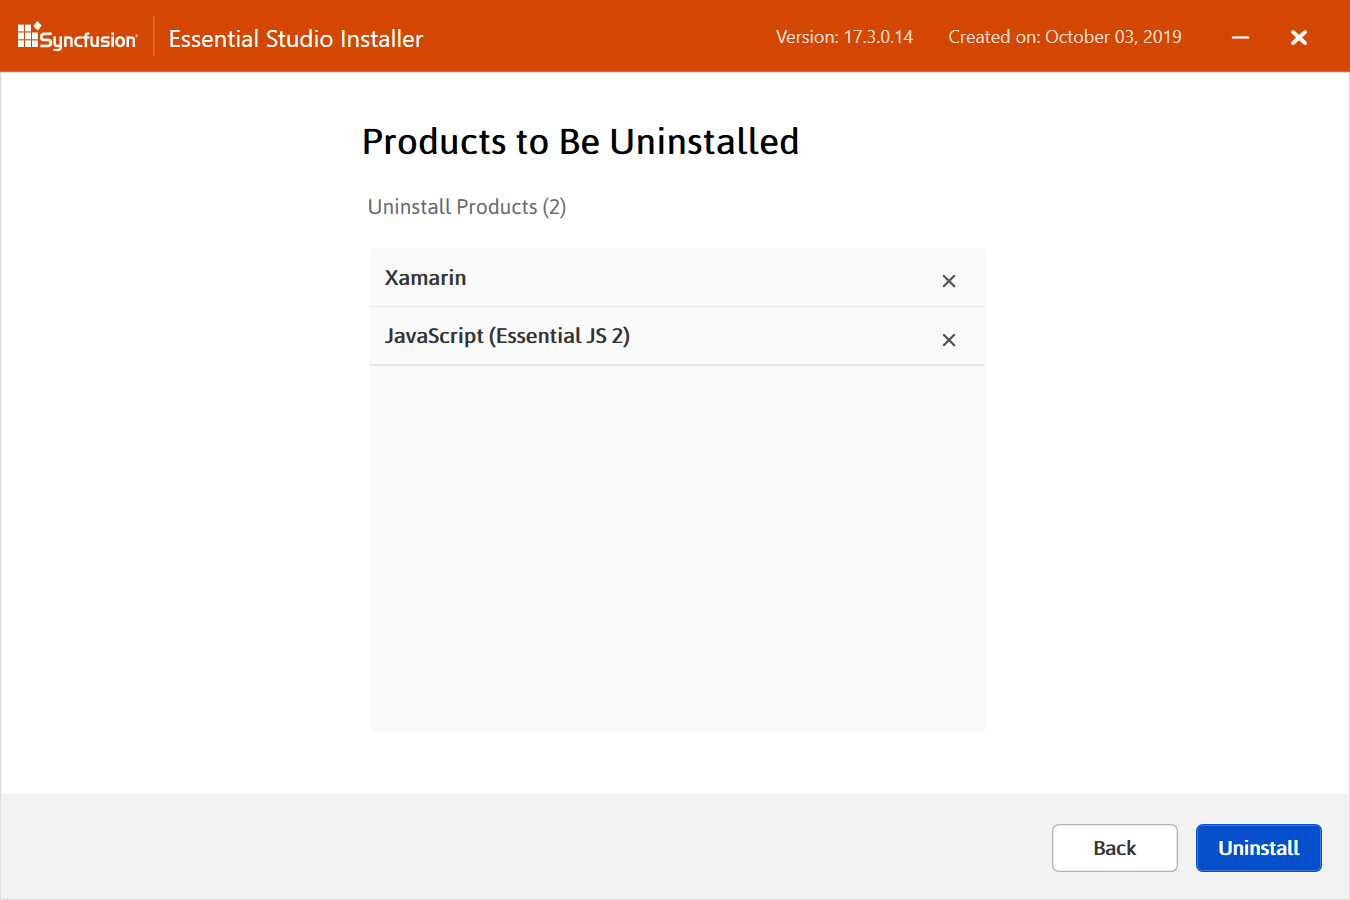 Syncfusion
Essential Studio Installer
Version: 17.3.0.14
Created on: October 03, 2019
Products to Be Uninstalled
Uninstall Products (2)
Xamarin
JavaScript (Essential JS 2)
Back
Uninstall